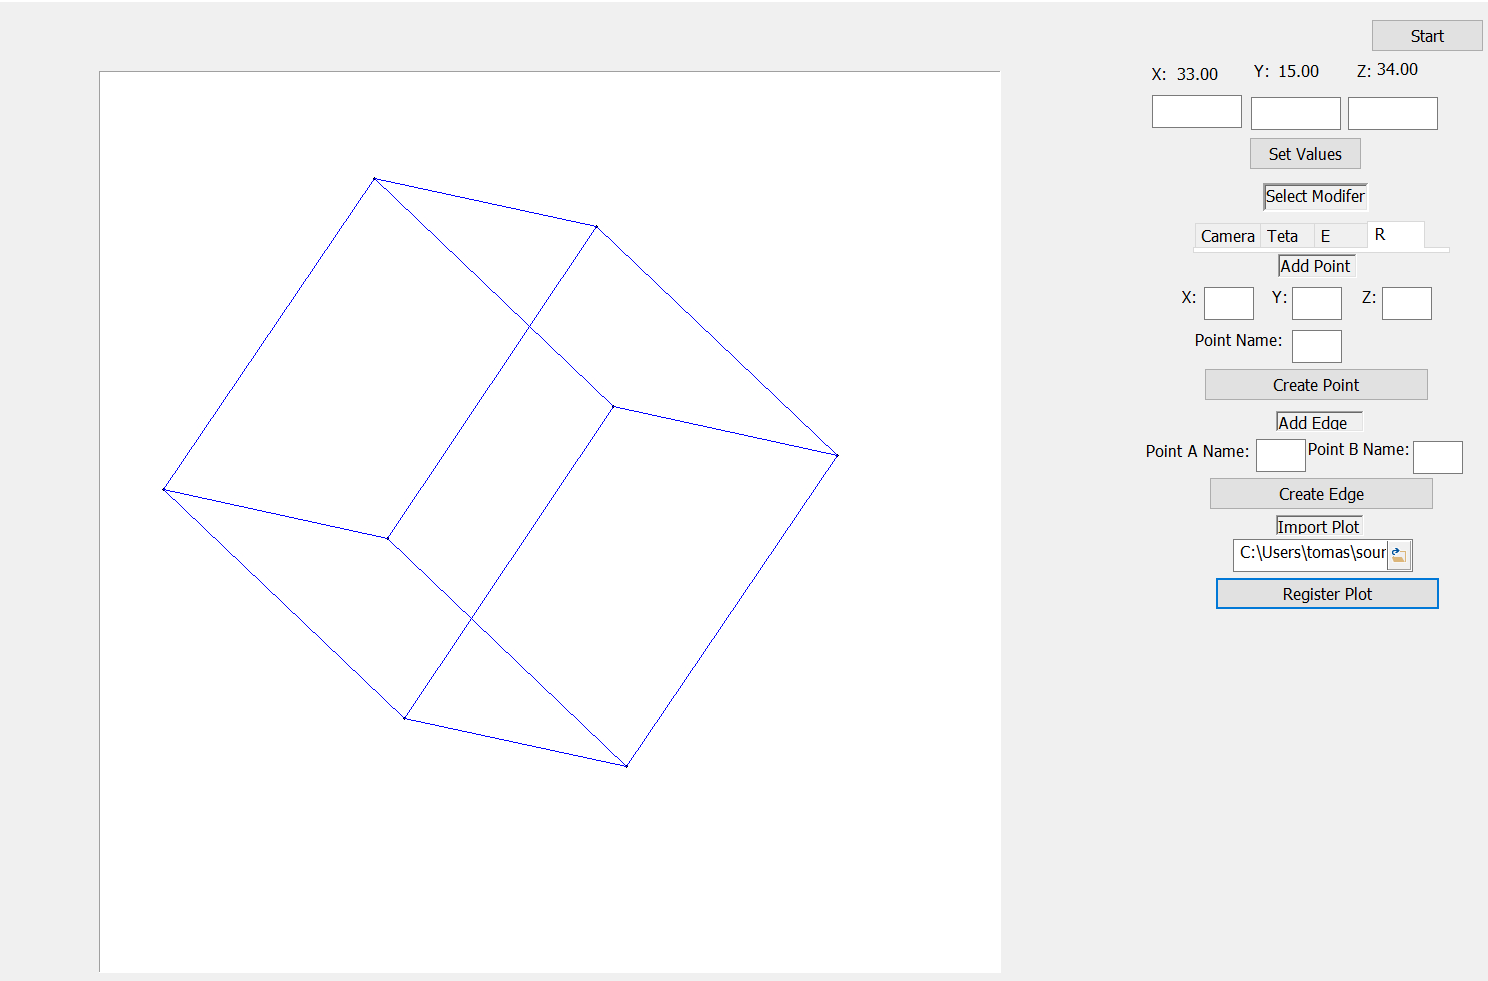 Start
X: 33.00 Y: 15.00 Z: 34.00
Set Values
Select Modifer
Camera Teta E R
Add Point
X: Y: Z:
Point Name:
Create Point
Add Edge
Point A Name: Point B Name:
Create Edge
Import Plot
C:\Users\tomas\sour
Register Plot